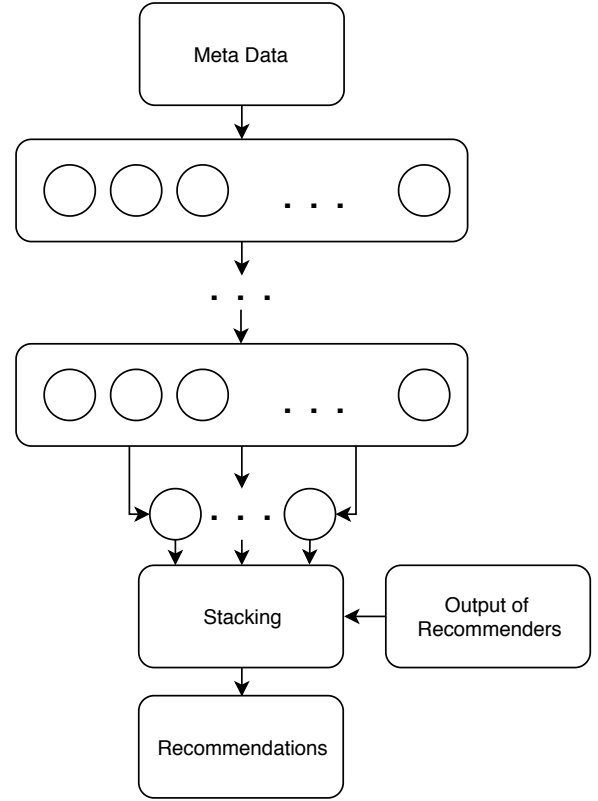 Meta Data
. . .
. . .
. . .
. . .
Stacking
Output of
Recommenders
Recommendations